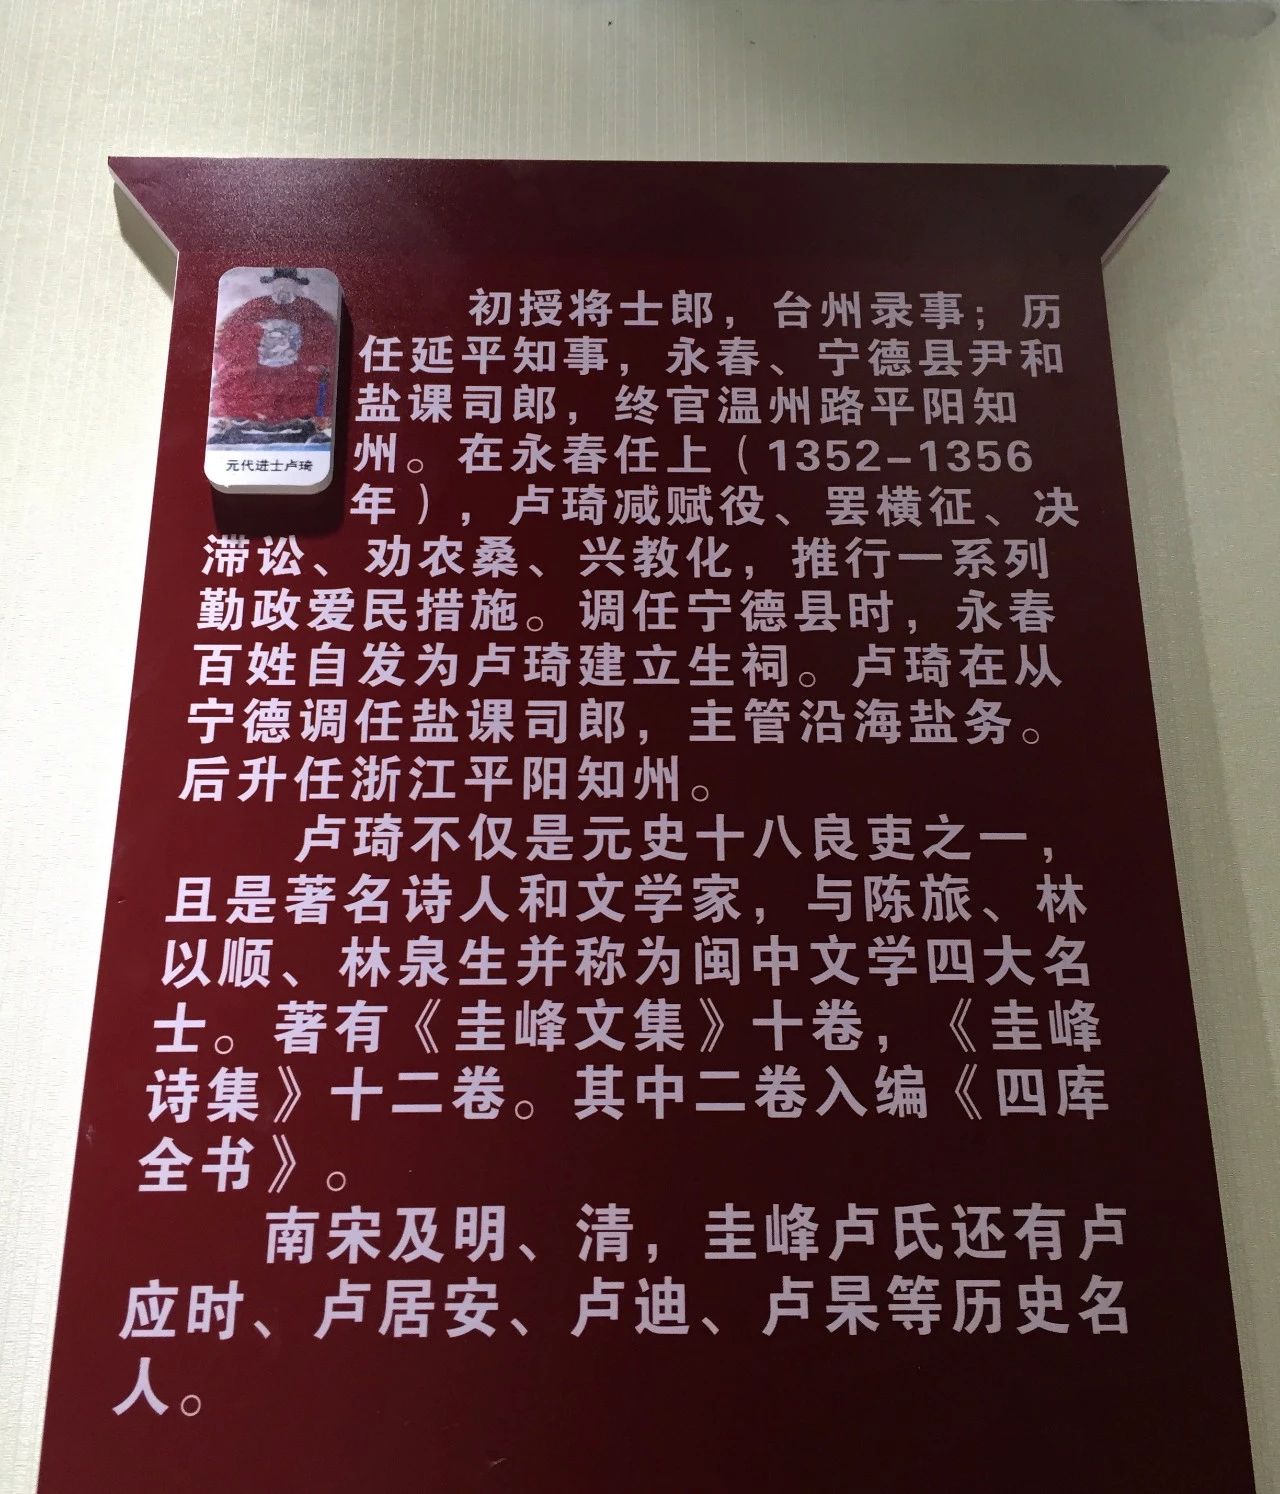 元代进士卢琦
初授将士郎，台州录事；历
任延平知事，永春、宁德县尹和
盐课司郎，终官温州路平阳知
州。在永春任上（1352-1356
年），卢琦减赋役、罢横征、决
滞讼、劝农桑、兴教化，推行一系列
勤政爱民措施。调任宁德县时，永春
百姓自发为卢琦建立生祠。卢琦在从
宁德调任盐课司郎，主管沿海盐务。
后升任浙江平阳知州。
卢琦不仅是元史十八良吏之一，
且是著名诗人和文学家，与陈旅、林
以顺、林泉生并称为闽中文学四大名
士。著有《圭峰文集》十卷，《圭峰
诗集》十二卷。其中二卷入编《四库
全书》。
南宋及明、清，圭峰卢氏还有卢
应时、卢居安、卢迪、卢杲等历史名
人。